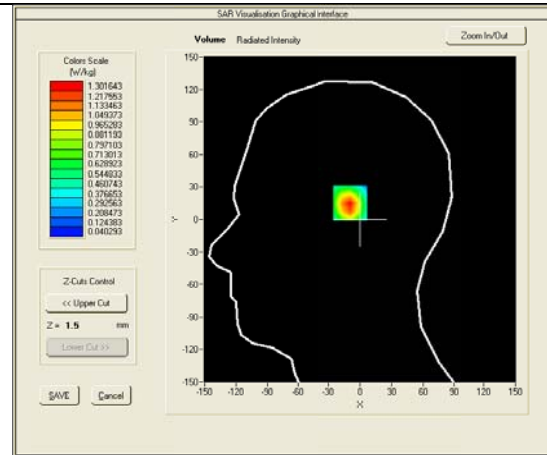 SAR Visualisation Graphical Interface
Volume Radiated Intensity
Zoom In/Out
Colors Scale
(W/kg)
1.301643
1.217553
1.133463
1.049373
0.965283
0.881193
0.797103
0.713013
0.628923
0.544833
0.460743
0.376653
0.292563
0.208473
0.124383
0.040293
150-
120-
90-
60-
30-
Y
0-
-30-
-60-
-90-
-120-
-150-
-150 -120 -90 -60 -30 0 30 60 90 120 150
X
Z-Cuts Control
<< Upper Cut
Z = 1.5 mm
Lower Cut >>
SAVE Cancel